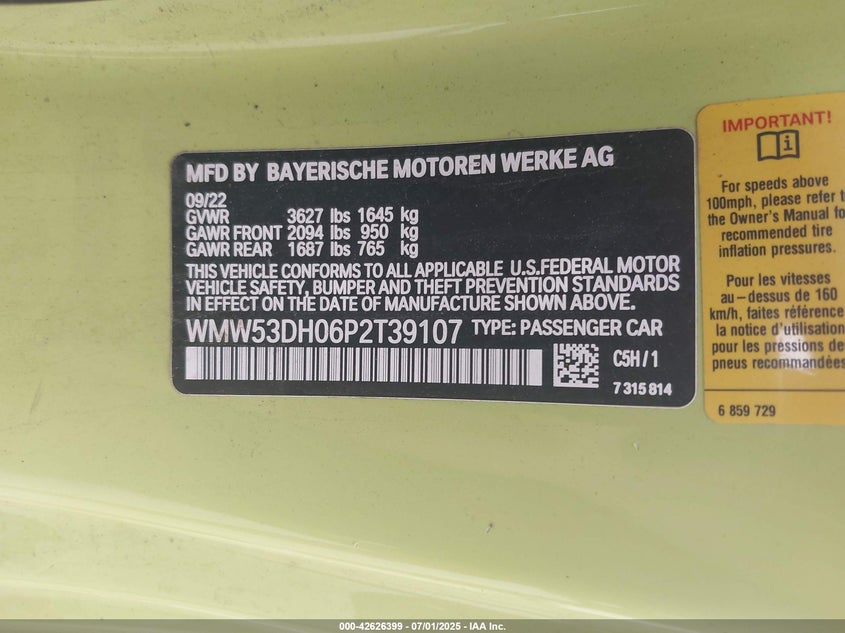 MFD BY BAYERISCHE MOTOREN WERKE AG
09/22
GVWR 3627 lbs 1645 kg
GAWR FRONT 2094 lbs 950 kg
GAWR REAR 1687 lbs 765 kg
THIS VEHICLE CONFORMS TO ALL APPLICABLE U.S.FEDERAL MOTOR
VEHICLE SAFETY, BUMPER AND THEFT PREVENTION STANDARDS
IN EFFECT ON THE DATE OF MANUFACTURE SHOWN ABOVE.
WMW53DH06P2T39107 TYPE: PASSENGER CAR
C5H/1
7 315 814
IMPORTANT!
For speeds above
100mph, please refer to
the Owner's Manual for
recommended tire
inflation pressures.
Pour les vitesses
au-dessus de 160
km/h, faites référence
la notice d'utilisation
pour les pressions de
pneus recommandées
6 859 729
000-42626399 - 07/01/2025 - IAA Inc.